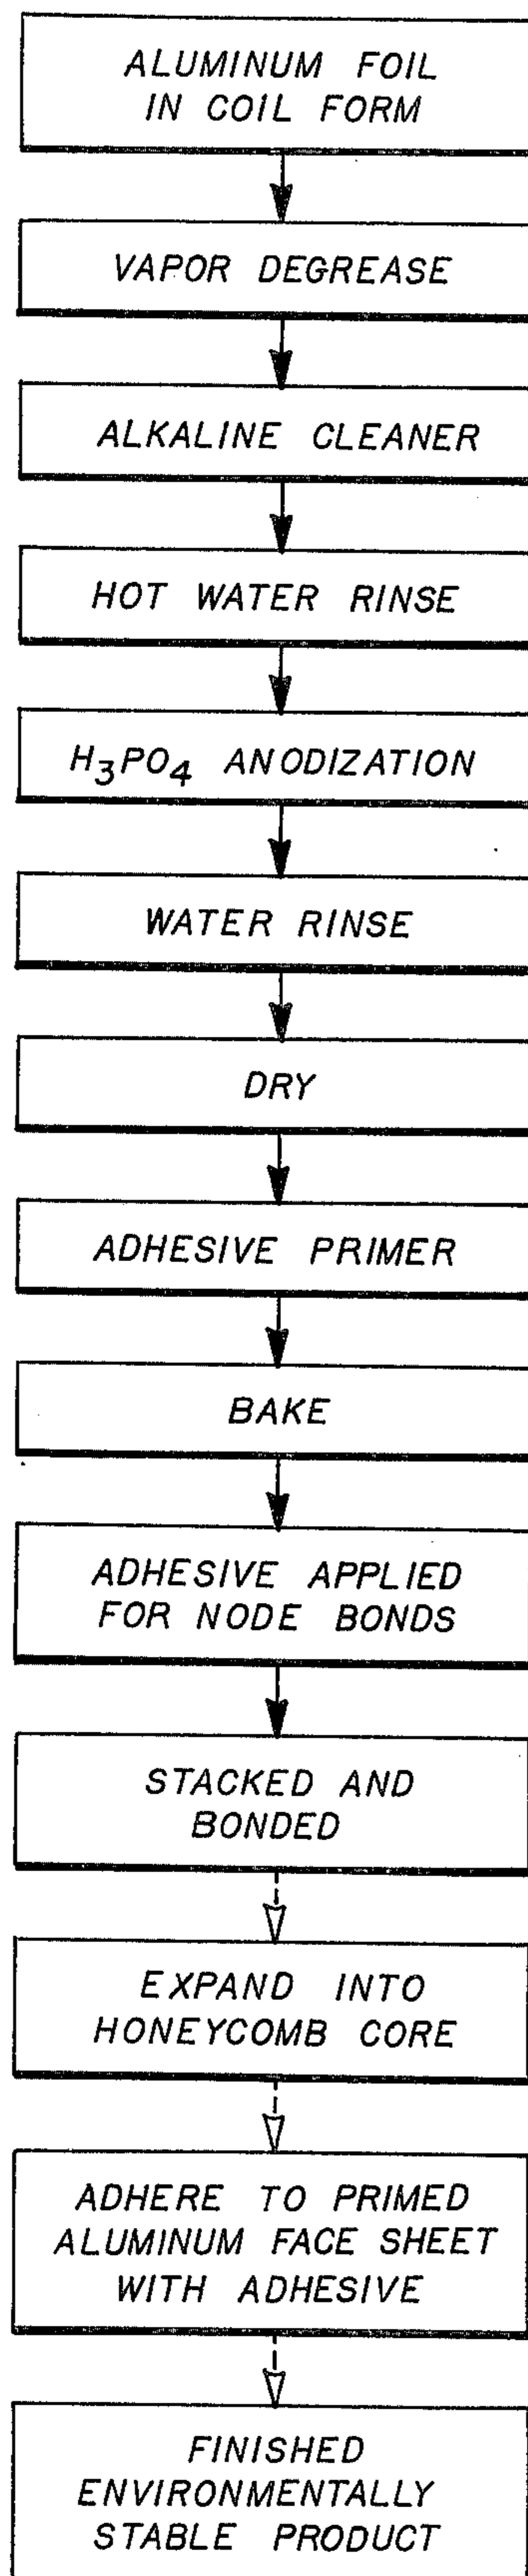 ALUMINUM FOIL
IN COIL FORM
VAPOR DEGREASE
ALKALINE CLEANER
HOT WATER RINSE
H₃PO₄ ANODIZATION
WATER RINSE
DRY
ADHESIVE PRIMER
BAKE
ADHESIVE APPLIED
FOR NODE BONDS
STACKED AND
BONDED
EXPAND INTO
HONEYCOMB CORE
ADHERE TO PRIMED
ALUMINUM FACE SHEET
WITH ADHESIVE
FINISHED
ENVIRONMENTALLY
STABLE PRODUCT